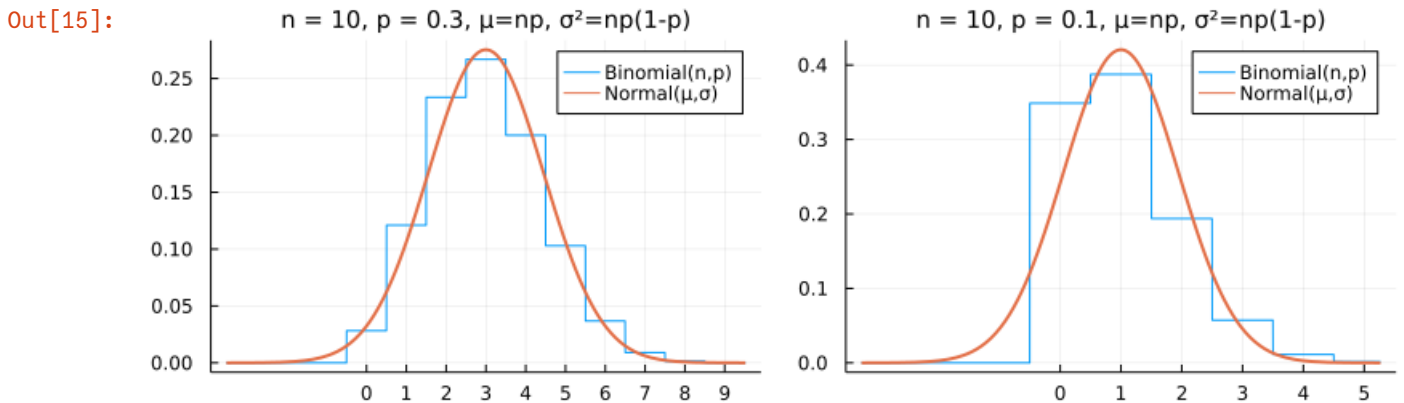 Out[15]:
n = 10, p = 0.3, μ=np, σ²=np(1-p)
Binomial(n,p)
Normal(μ,σ)
0.25
0.20
0.15
0.10
0.05
0.00
0 1 2 3 4 5 6 7 8 9
n = 10, p = 0.1, μ=np, σ²=np(1-p)
Binomial(n,p)
Normal(μ,σ)
0.4
0.3
0.2
0.1
0.0
0 1 2 3 4 5